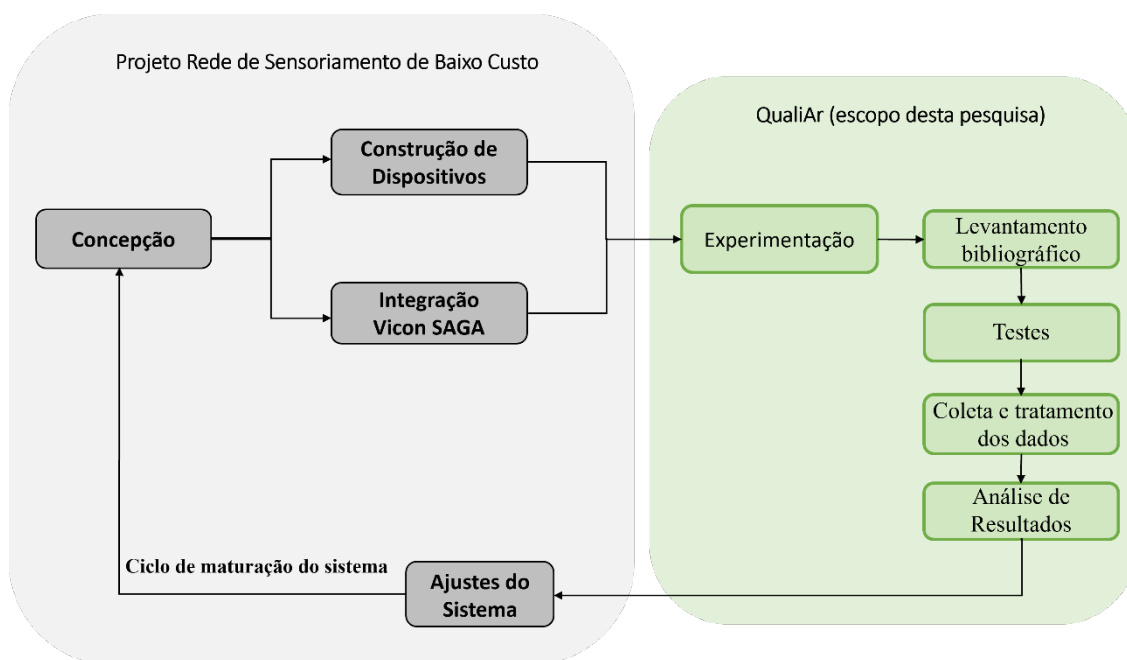 Projeto Rede de Sensoriamento de Baixo Custo
Construção de
Dispositivos
Concepção
Integração
Vicon SAGA
Ciclo de maturação do sistema
Ajustes do
Sistema
QualiAr (escopo desta pesquisa)
Experimentação
Levantamento
bibliográfico
Testes
Coleta e tratamento
dos dados
Análise de
Resultados